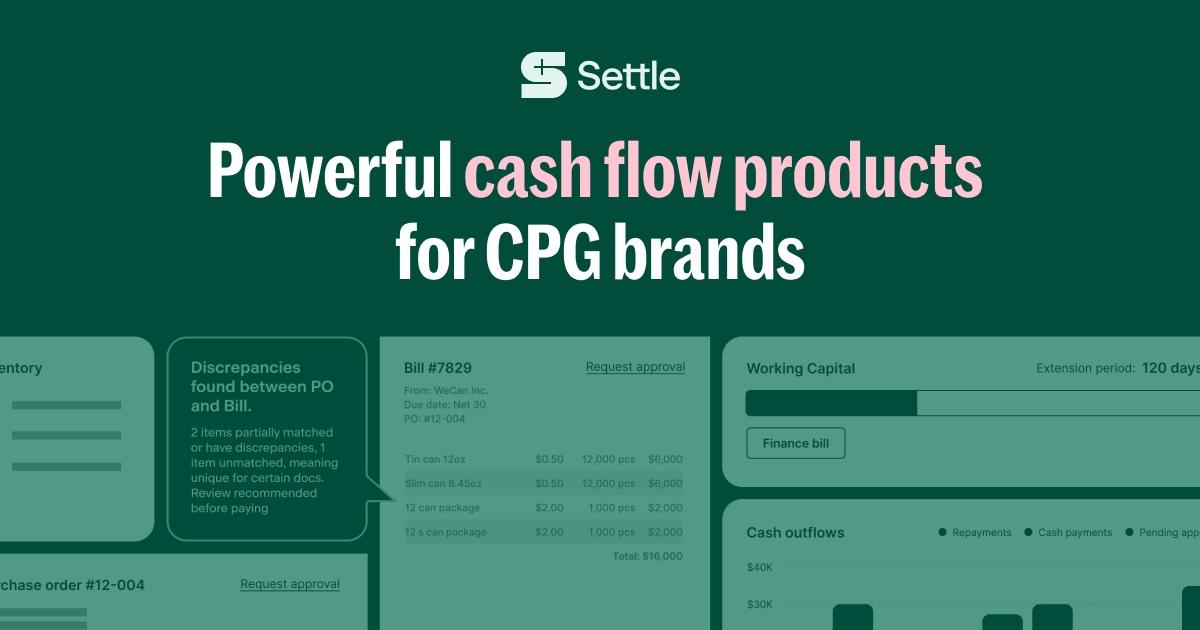 Settle
Powerful cash flow products
for CPG brands
entory
Discrepancies
found between PO
and Bill.
2 items partially matched
or have discrepancies, 1
item unmatched, meaning
unique for certain docs.
Review recommended
before paying
rchase order #12-004
Request approval
Bill #7829
Request approval
From: WeCan Inc.
Due date: Net 30
PO: #12-004
Tin can 12oz $0.50 12,000 pcs $6,000
Slim can 8.45oz $0.50 12,000 pcs $6,000
12 can package $2.00 1,000 pcs $2,000
12 s can package $2.00 1,000 pcs $2,000
Total: $16,000
Working Capital
Extension period: 120 days
Finance bill
Cash outflows
Repayments Cash payments Pending app
$40K
$30K